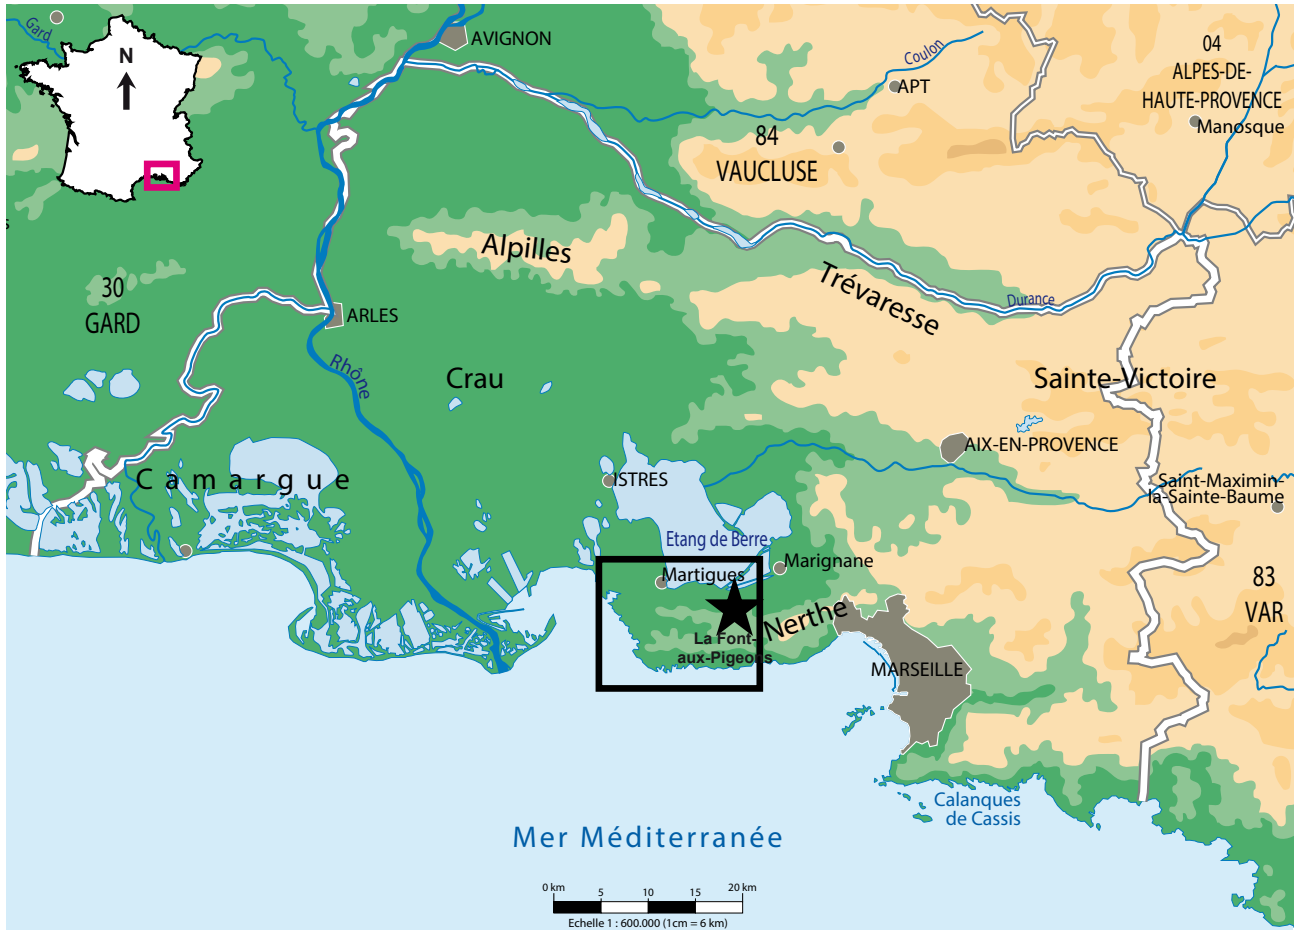 Gard
N
AVIGNON
Coulon
APT
04
ALPES-DE-
HAUTE-PROVENCE
Manosque
84
VAUCLUSE
Alpilles
Trévaresse
Durance
30
GARD
ARLES
Rhône
Crau
Sainte-Victoire
AIX-EN-PROVENCE
Camargue
ISTRES
Saint-Maximin-
la-Sainte-Baume
Etang de Berre
Marignane
Martigues
Nerthe
La Font-
aux-Pigeons
83
VAR
MARSEILLE
Calanques
de Cassis
Mer Méditerranée
0 km 5 10 15 20 km
Echelle 1 : 600.000 (1cm = 6 km)